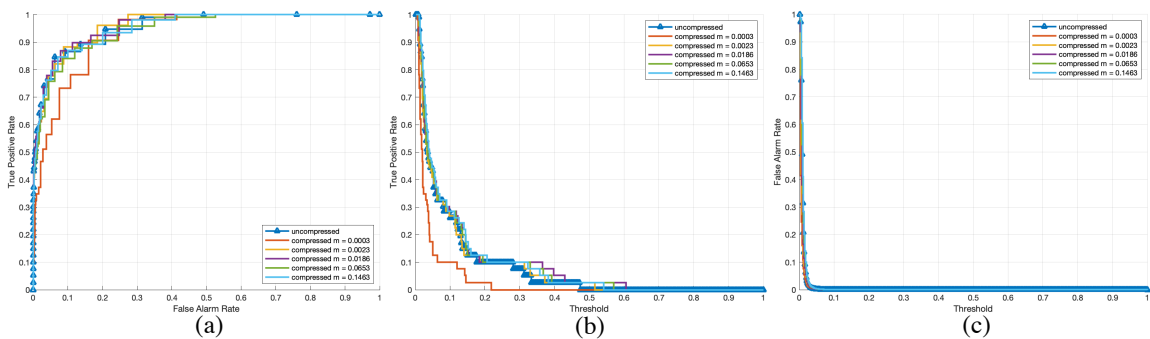 True Positive Rate
1
0.9
0.8
0.7
0.6
0.5
0.4
0.3
0.2
0.1
0
0 0.1 0.2 0.3 0.4 0.5 0.6 0.7 0.8 0.9 1
False Alarm Rate
uncompressed
compressed m = 0.0003
compressed m = 0.0023
compressed m = 0.0186
compressed m = 0.0653
compressed m = 0.1463
(a)
True Positive Rate
1
0.9
0.8
0.7
0.6
0.5
0.4
0.3
0.2
0.1
0
0 0.1 0.2 0.3 0.4 0.5 0.6 0.7 0.8 0.9 1
Threshold
uncompressed
compressed m = 0.0003
compressed m = 0.0023
compressed m = 0.0186
compressed m = 0.0653
compressed m = 0.1463
(b)
False Alarm Rate
1
0.9
0.8
0.7
0.6
0.5
0.4
0.3
0.2
0.1
0
0 0.1 0.2 0.3 0.4 0.5 0.6 0.7 0.8 0.9 1
Threshold
uncompressed
compressed m = 0.0003
compressed m = 0.0023
compressed m = 0.0186
compressed m = 0.0653
compressed m = 0.1463
(c)